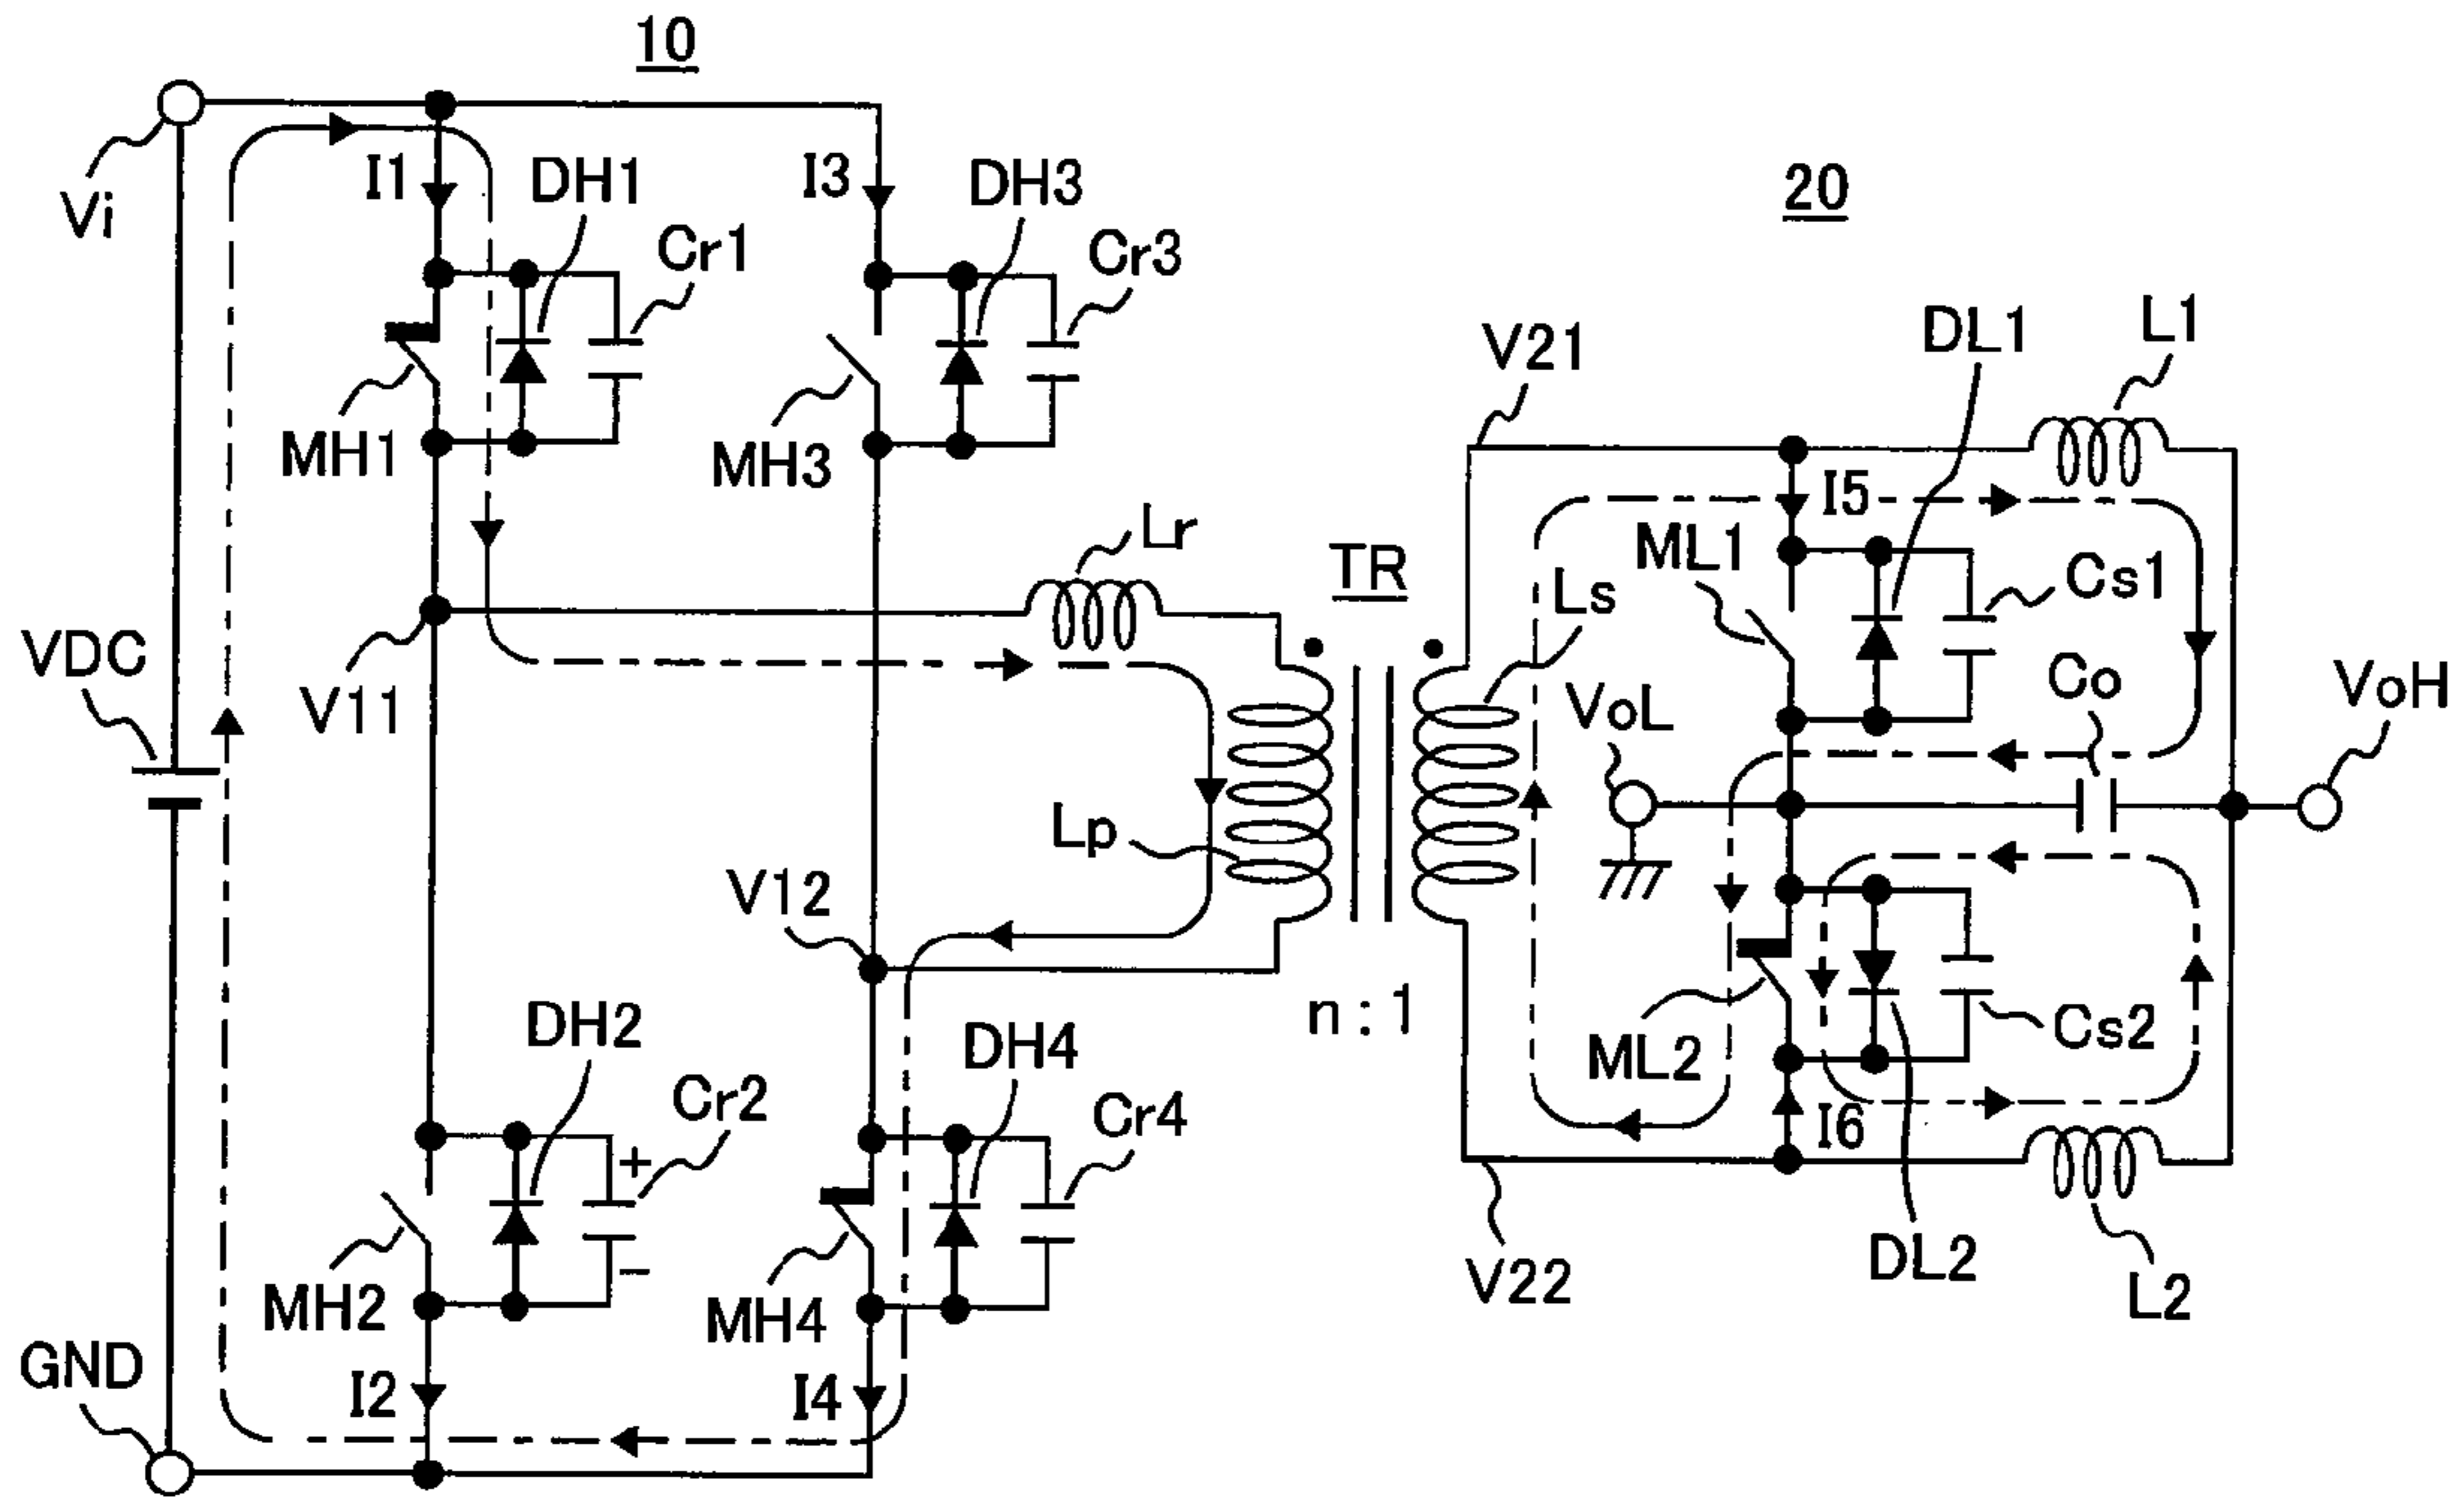 10
Vi
I1
DH1
Cr1
I3
DH3
Cr3
20
MH1
MH3
V21
DL1
L1
I5
ML1
Cs1
Lr
TR
Ls
VDC
V11
VoL
Co
VoH
Lp
V12
n : 1
DH2
Cr2
+
−
DH4
Cr4
ML2
Cs2
I6
MH2
MH4
V22
DL2
L2
GND
I2
I4